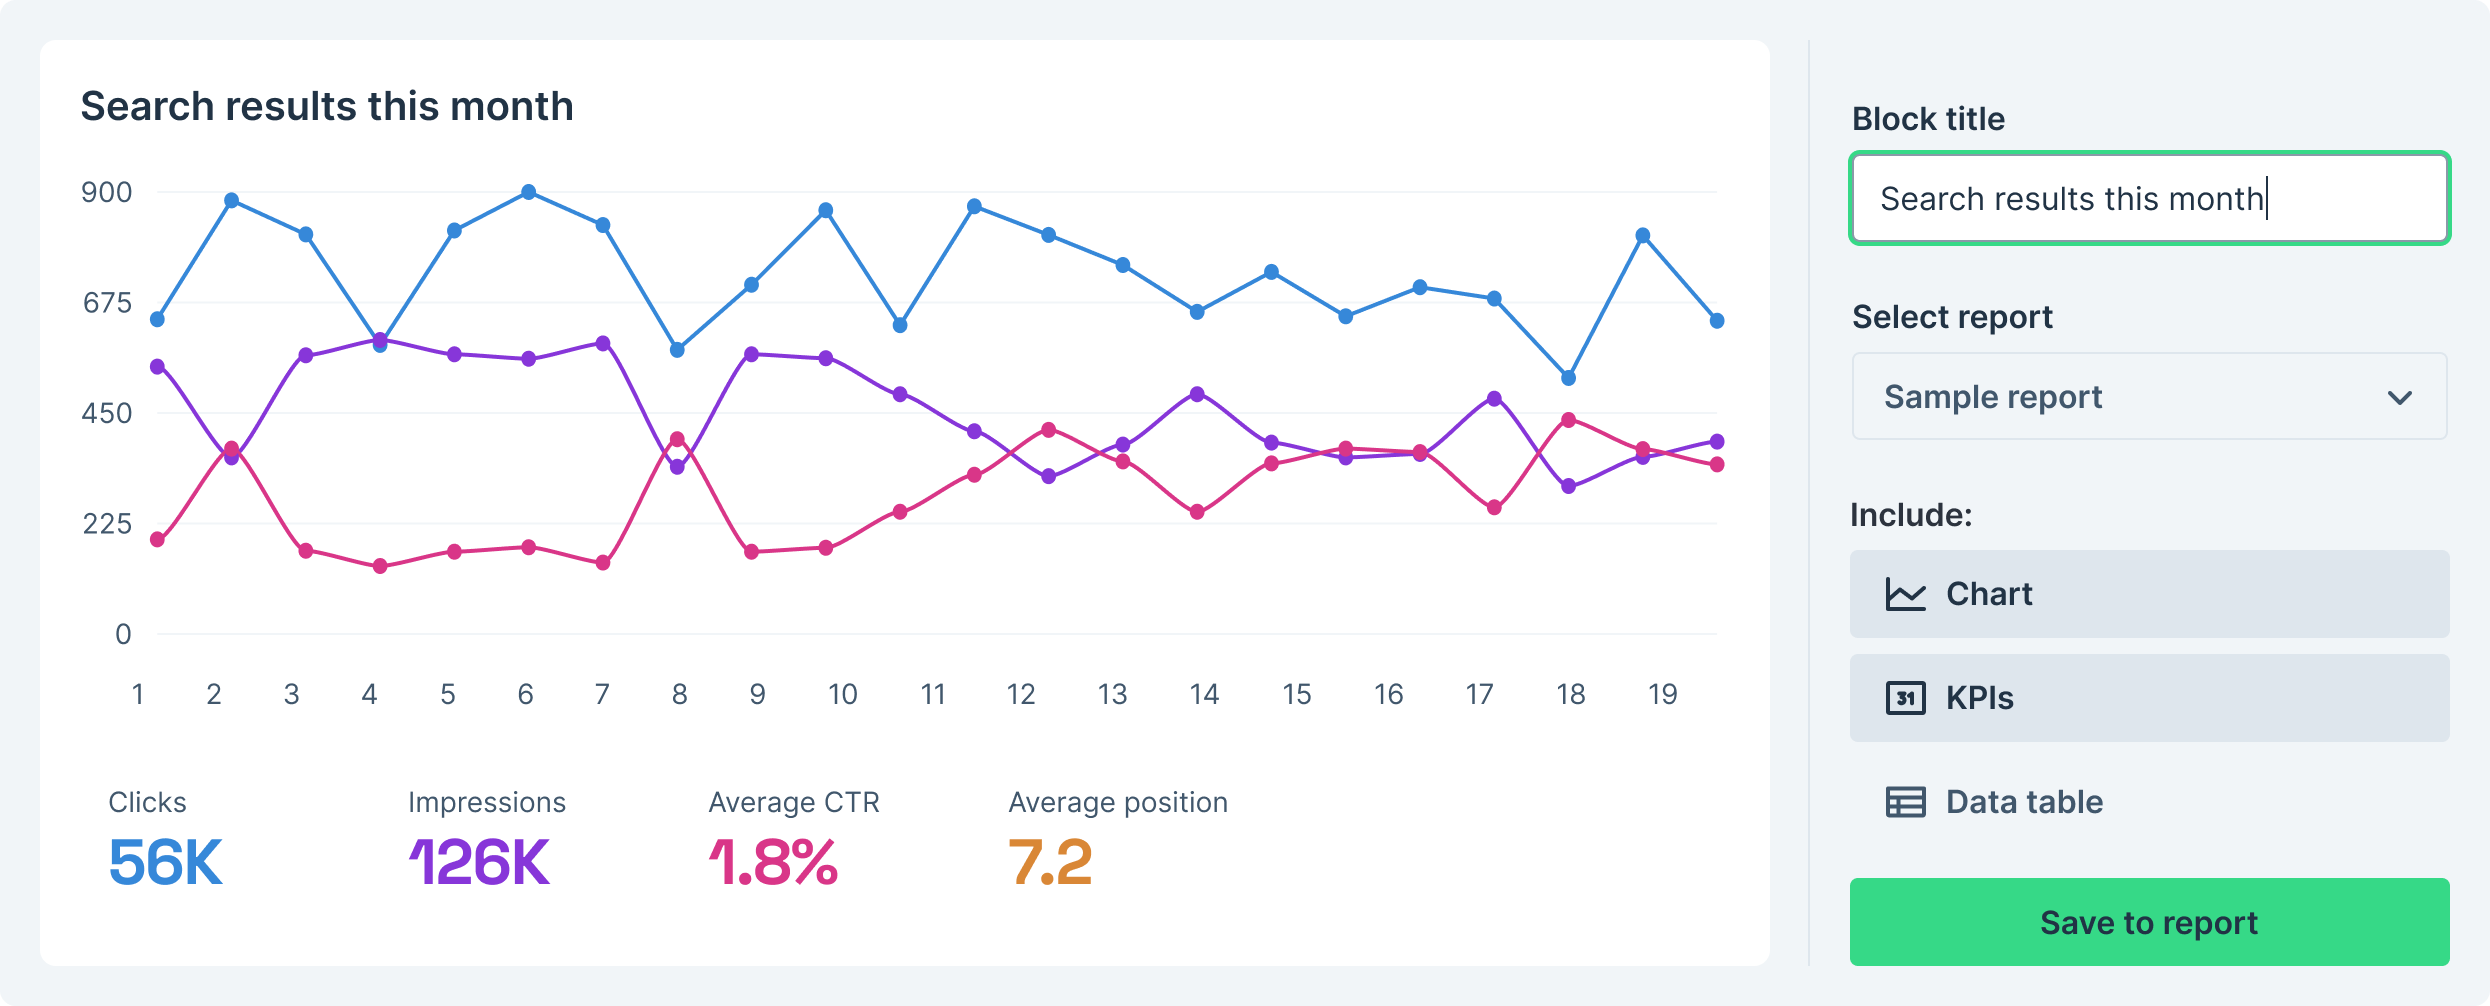 Search results this month
900
675
450
225
0
1 2 3 4 5 6 7 8 9 10 11 12 13 14 15 16 17 18 19
Clicks Impressions Average CTR Average position
56K 126K 1.8% 7.2
Block title
Search results this month
Select report
Sample report
Include:
Chart
31 KPIs
Data table
Save to report